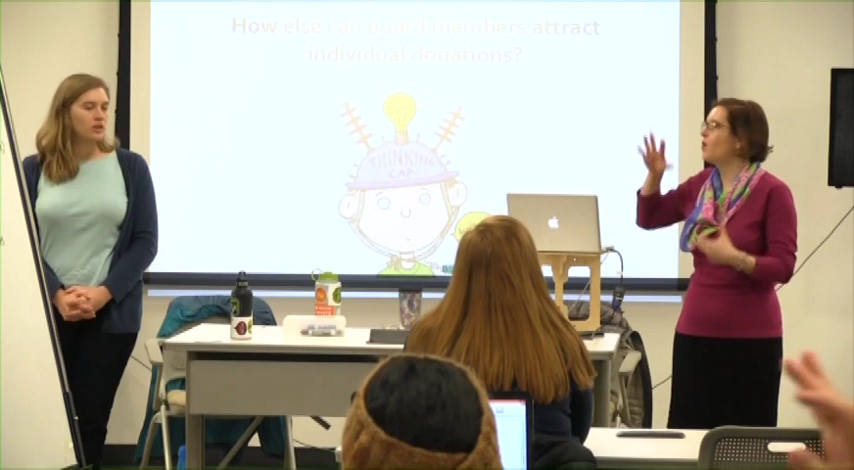 How else can board members attract
individual donations?
THINKING
CAP